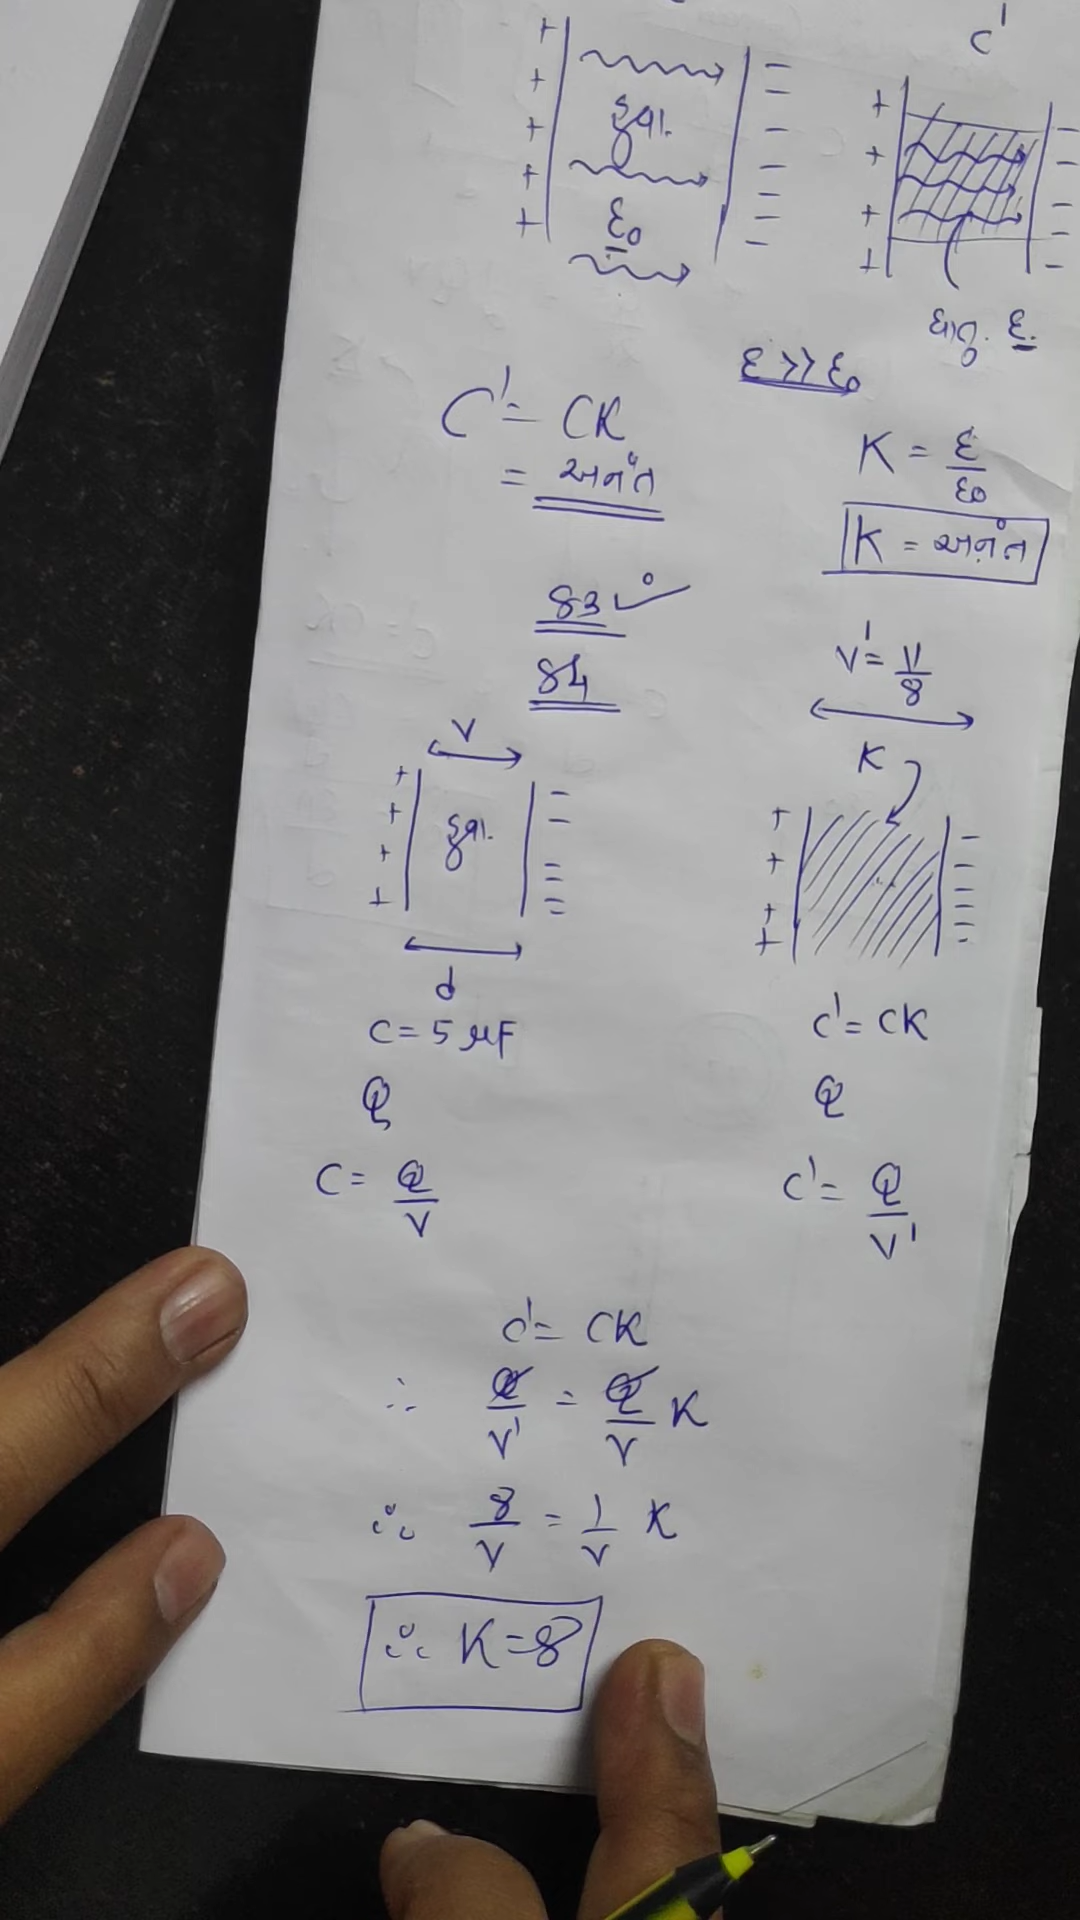 C'
હવા.
ε₀
ધાતુ. ε.
ε >> ε₀
C' = CK
= અનંત
K = ε/ε₀
K = અનંત
83
84
V
V' = V/8
K
હવા.
d
C = 5 μF
C' = CK
Q
Q
C = Q/V
C' = Q/V'
C' = CK
∴ Q/V' = Q/V K
∴ 8/V = 1/V K
∴ K = 8